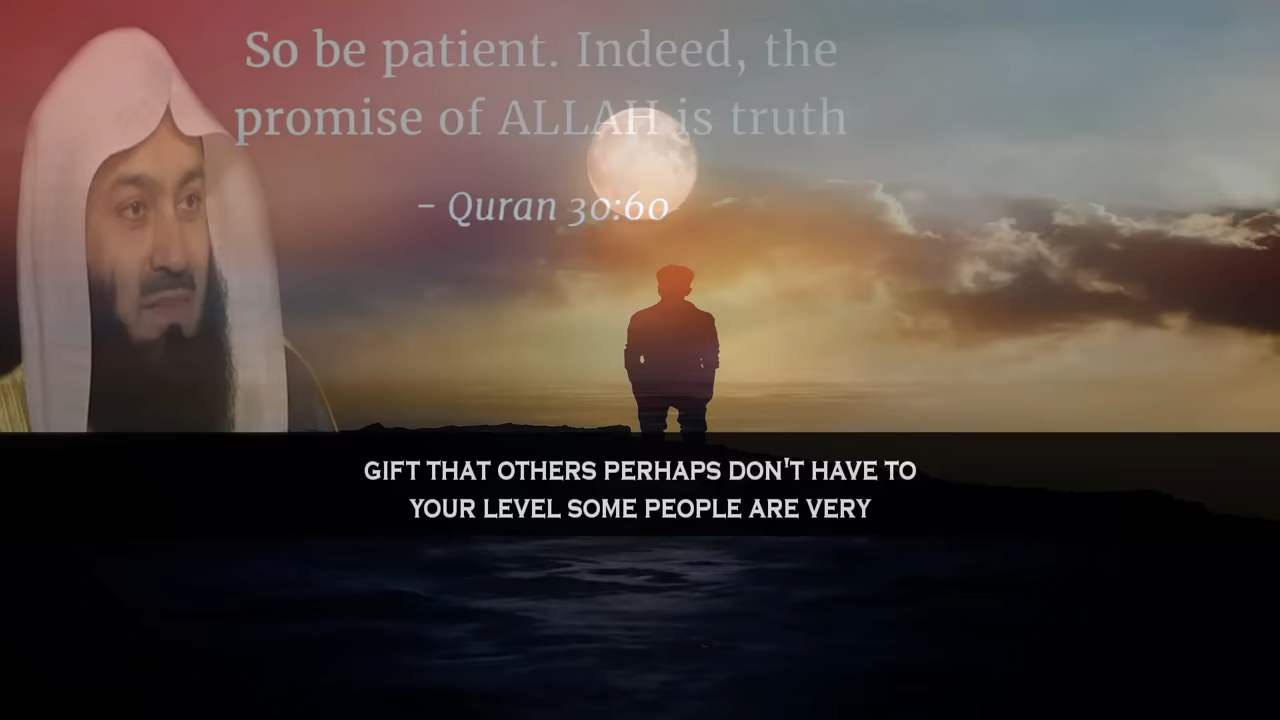 So be patient. Indeed, the
promise of ALLAH is truth
- Quran 30:60
GIFT THAT OTHERS PERHAPS DON'T HAVE TO
YOUR LEVEL SOME PEOPLE ARE VERY